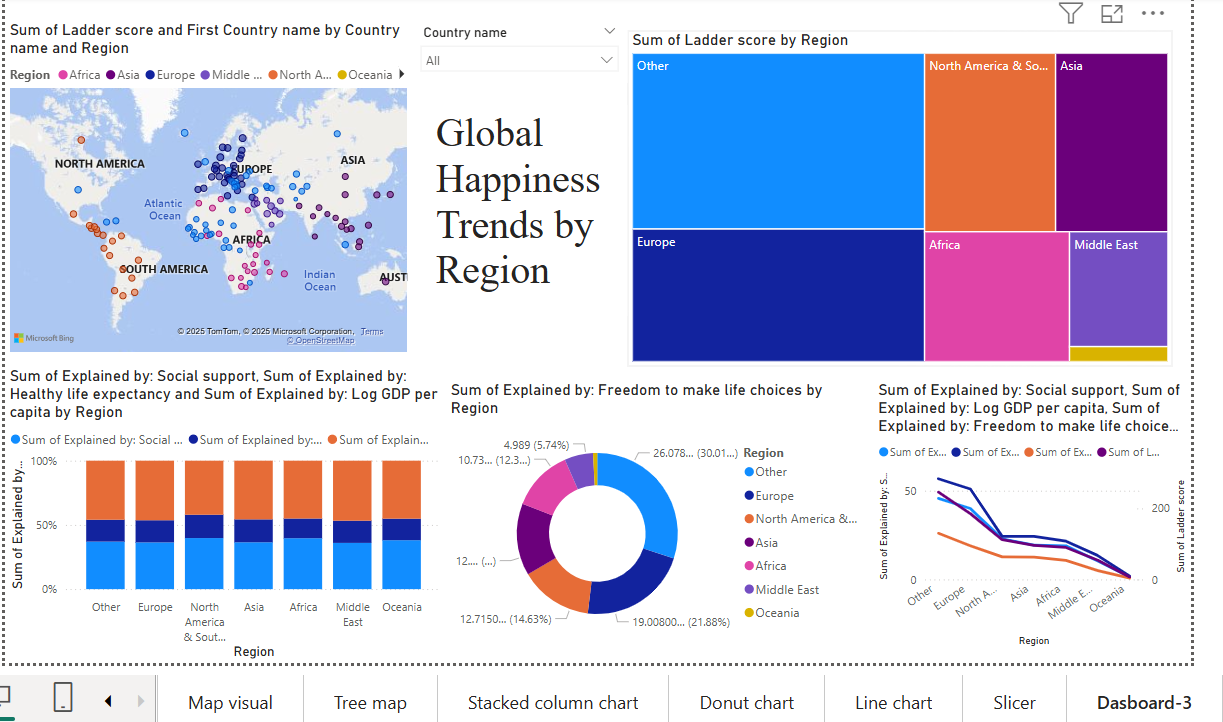 Sum of Ladder score and First Country name by Country
name and Region
Region Africa Asia Europe Middle ... North A... Oceania
NORTH AMERICA
EUROPE
ASIA
Atlantic
Ocean
AFRICA
SOUTH AMERICA
Indian
Ocean
AUST
Microsoft Bing
© 2025 TomTom, © 2025 Microsoft Corporation, Terms
© OpenStreetMap
Country name
All
Global
Happiness
Trends by
Region
Sum of Ladder score by Region
Other
North America & So...
Asia
Europe
Africa
Middle East
Sum of Explained by: Social support, Sum of Explained by:
Healthy life expectancy and Sum of Explained by: Log GDP per
capita by Region
Sum of Explained by: Social ... Sum of Explained by:... Sum of Explain...
Sum of Explained by...
100%
50%
0%
Other
Europe
North
America
& Sout...
Asia
Africa
Middle
East
Oceania
Region
Sum of Explained by: Freedom to make life choices by
Region
4.989 (5.74%)
10.73... (12.3...)
12.... (...)
12.7150... (14.63%)
26.078... (30.01...)
19.00800... (21.88%)
Region
Other
Europe
North America &...
Asia
Africa
Middle East
Oceania
Sum of Explained by: Social support, Sum of
Explained by: Log GDP per capita, Sum of
Explained by: Freedom to make life choice...
Sum of Ex... Sum of Ex... Sum of Ex... Sum of L...
Sum of Explained by: S...
50
0
200
0
Sum of Ladder score
Other
Europe
North A...
Asia
Africa
Middle E...
Oceania
Region
Map visual
Tree map
Stacked column chart
Donut chart
Line chart
Slicer
Dasboard-3